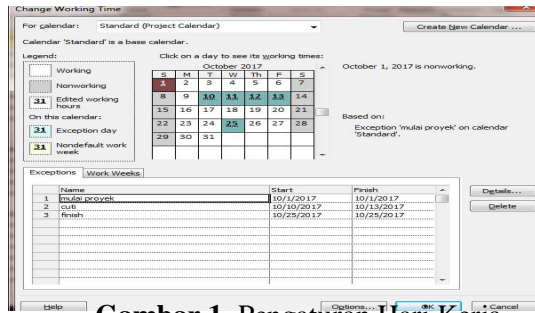 Change Working Time
For calendar: Standard (Project Calendar)
Create New Calendar ...
Calendar 'Standard' is a base calendar.
Legend:
Working
Nonworking
31 Edited working hours
On this calendar:
31 Exception day
31 Nondefault work week
Click on a day to see its working times:
October 2017
S M T W Th F S
1 2 3 4 5 6 7
8 9 10 11 12 13 14
15 16 17 18 19 20 21
22 23 24 25 26 27 28
29 30 31
October 1, 2017 is nonworking.
Based on:
Exception 'mulai proyek' on calendar 'Standard'.
Exceptions Work Weeks
Name Start Finish
1 mulai proyek 10/1/2017 10/1/2017
2 cuti 10/10/2017 10/13/2017
3 finish 10/25/2017 10/25/2017
Details...
Delete
Help Options... OK Cancel
Gambar 1. Pengaturan Hari Kerja